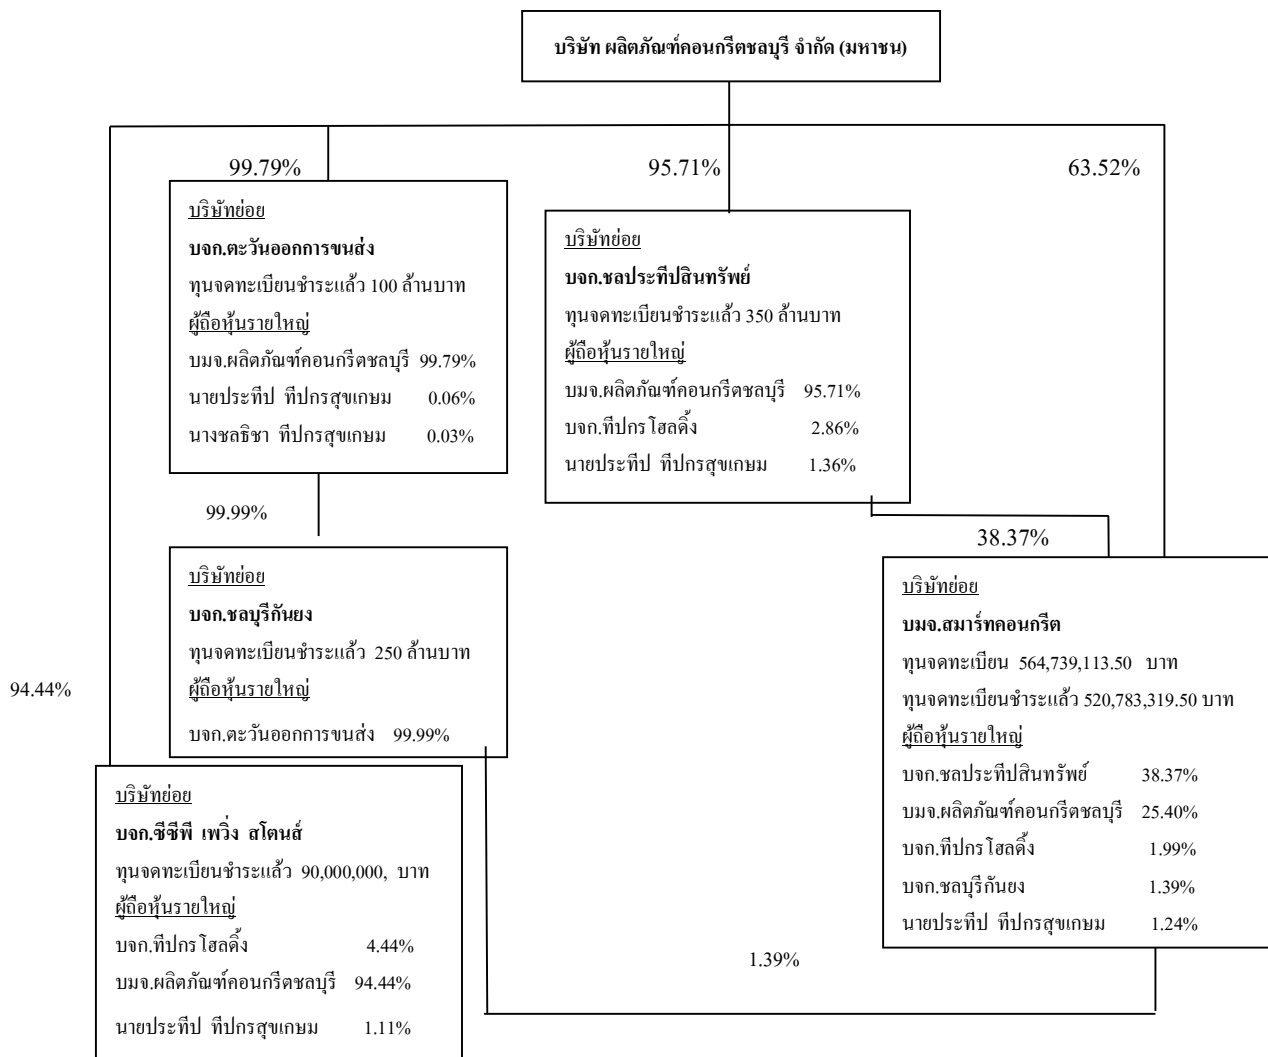 บริษัท ผลิตภัณฑ์คอนกรีตชลบุรี จำกัด (มหาชน)
99.79%
95.71%
63.52%
บริษัทย่อย
บจก.ตะวันออกการขนส่ง
ทุนจดทะเบียนชำระแล้ว 100 ล้านบาท
ผู้ถือหุ้นรายใหญ่
บมจ.ผลิตภัณฑ์คอนกรีตชลบุรี 99.79%
นายประทีป ทีปกรสุขเกษม 0.06%
นางชลธิชา ทีปกรสุขเกษม 0.03%
บริษัทย่อย
บจก.ชลประทีปสินทรัพย์
ทุนจดทะเบียนชำระแล้ว 350 ล้านบาท
ผู้ถือหุ้นรายใหญ่
บมจ.ผลิตภัณฑ์คอนกรีตชลบุรี 95.71%
บจก.ทีปกร โฮลดิ้ง 2.86%
นายประทีป ทีปกรสุขเกษม 1.36%
99.99%
38.37%
บริษัทย่อย
บจก.ชลบุรีกันยง
ทุนจดทะเบียนชำระแล้ว 250 ล้านบาท
ผู้ถือหุ้นรายใหญ่
บจก.ตะวันออกการขนส่ง 99.99%
บริษัทย่อย
บมจ.สมาร์ทคอนกรีต
ทุนจดทะเบียน 564,739,113.50 บาท
ทุนจดทะเบียนชำระแล้ว 520,783,319.50 บาท
ผู้ถือหุ้นรายใหญ่
บจก.ชลประทีปสินทรัพย์ 38.37%
บมจ.ผลิตภัณฑ์คอนกรีตชลบุรี 25.40%
บจก.ทีปกร โฮลดิ้ง 1.99%
บจก.ชลบุรีกันยง 1.39%
นายประทีป ทีปกรสุขเกษม 1.24%
94.44%
บริษัทย่อย
บจก.ซีซีพี เพวิ่ง สโตนส์
ทุนจดทะเบียนชำระแล้ว 90,000,000, บาท
ผู้ถือหุ้นรายใหญ่
บจก.ทีปกร โฮลดิ้ง 4.44%
บมจ.ผลิตภัณฑ์คอนกรีตชลบุรี 94.44%
นายประทีป ทีปกรสุขเกษม 1.11%
1.39%